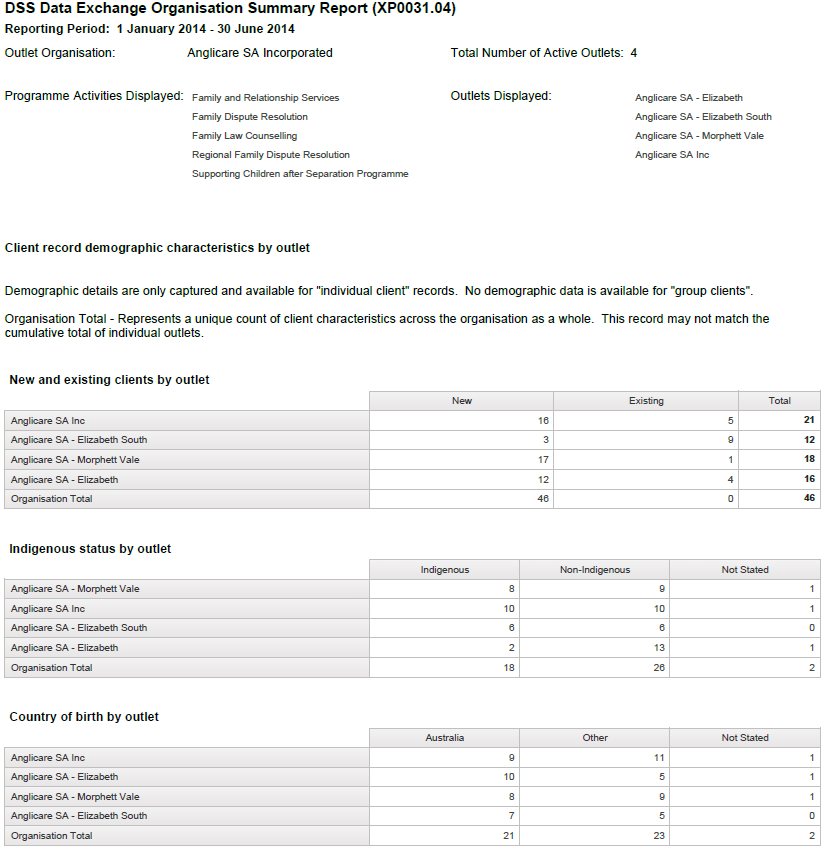 DSS Data Exchange Organisation Summary Report (XP0031.04)
Reporting Period: 1 January 2014 - 30 June 2014
Outlet Organisation: Anglicare SA Incorporated Total Number of Active Outlets: 4
Programme Activities Displayed: Family and Relationship Services Outlets Displayed: Anglicare SA - Elizabeth
Family Dispute Resolution Anglicare SA - Elizabeth South
Family Law Counselling Anglicare SA - Morphett Vale
Regional Family Dispute Resolution Anglicare SA Inc
Supporting Children after Separation Programme
Client record demographic characteristics by outlet
Demographic details are only captured and available for "individual client" records. No demographic data is available for "group clients".
Organisation Total - Represents a unique count of client characteristics across the organisation as a whole. This record may not match the
cumulative total of individual outlets.
New and existing clients by outlet
New Existing Total
Anglicare SA Inc 16 5 21
Anglicare SA - Elizabeth South 3 9 12
Anglicare SA - Morphett Vale 17 1 18
Anglicare SA - Elizabeth 12 4 16
Organisation Total 46 0 46
Indigenous status by outlet
Indigenous Non-Indigenous Not Stated
Anglicare SA - Morphett Vale 8 9 1
Anglicare SA Inc 10 10 1
Anglicare SA - Elizabeth South 6 6 0
Anglicare SA - Elizabeth 2 13 1
Organisation Total 18 26 2
Country of birth by outlet
Australia Other Not Stated
Anglicare SA Inc 9 11 1
Anglicare SA - Elizabeth 10 5 1
Anglicare SA - Morphett Vale 8 9 1
Anglicare SA - Elizabeth South 7 5 0
Organisation Total 21 23 2